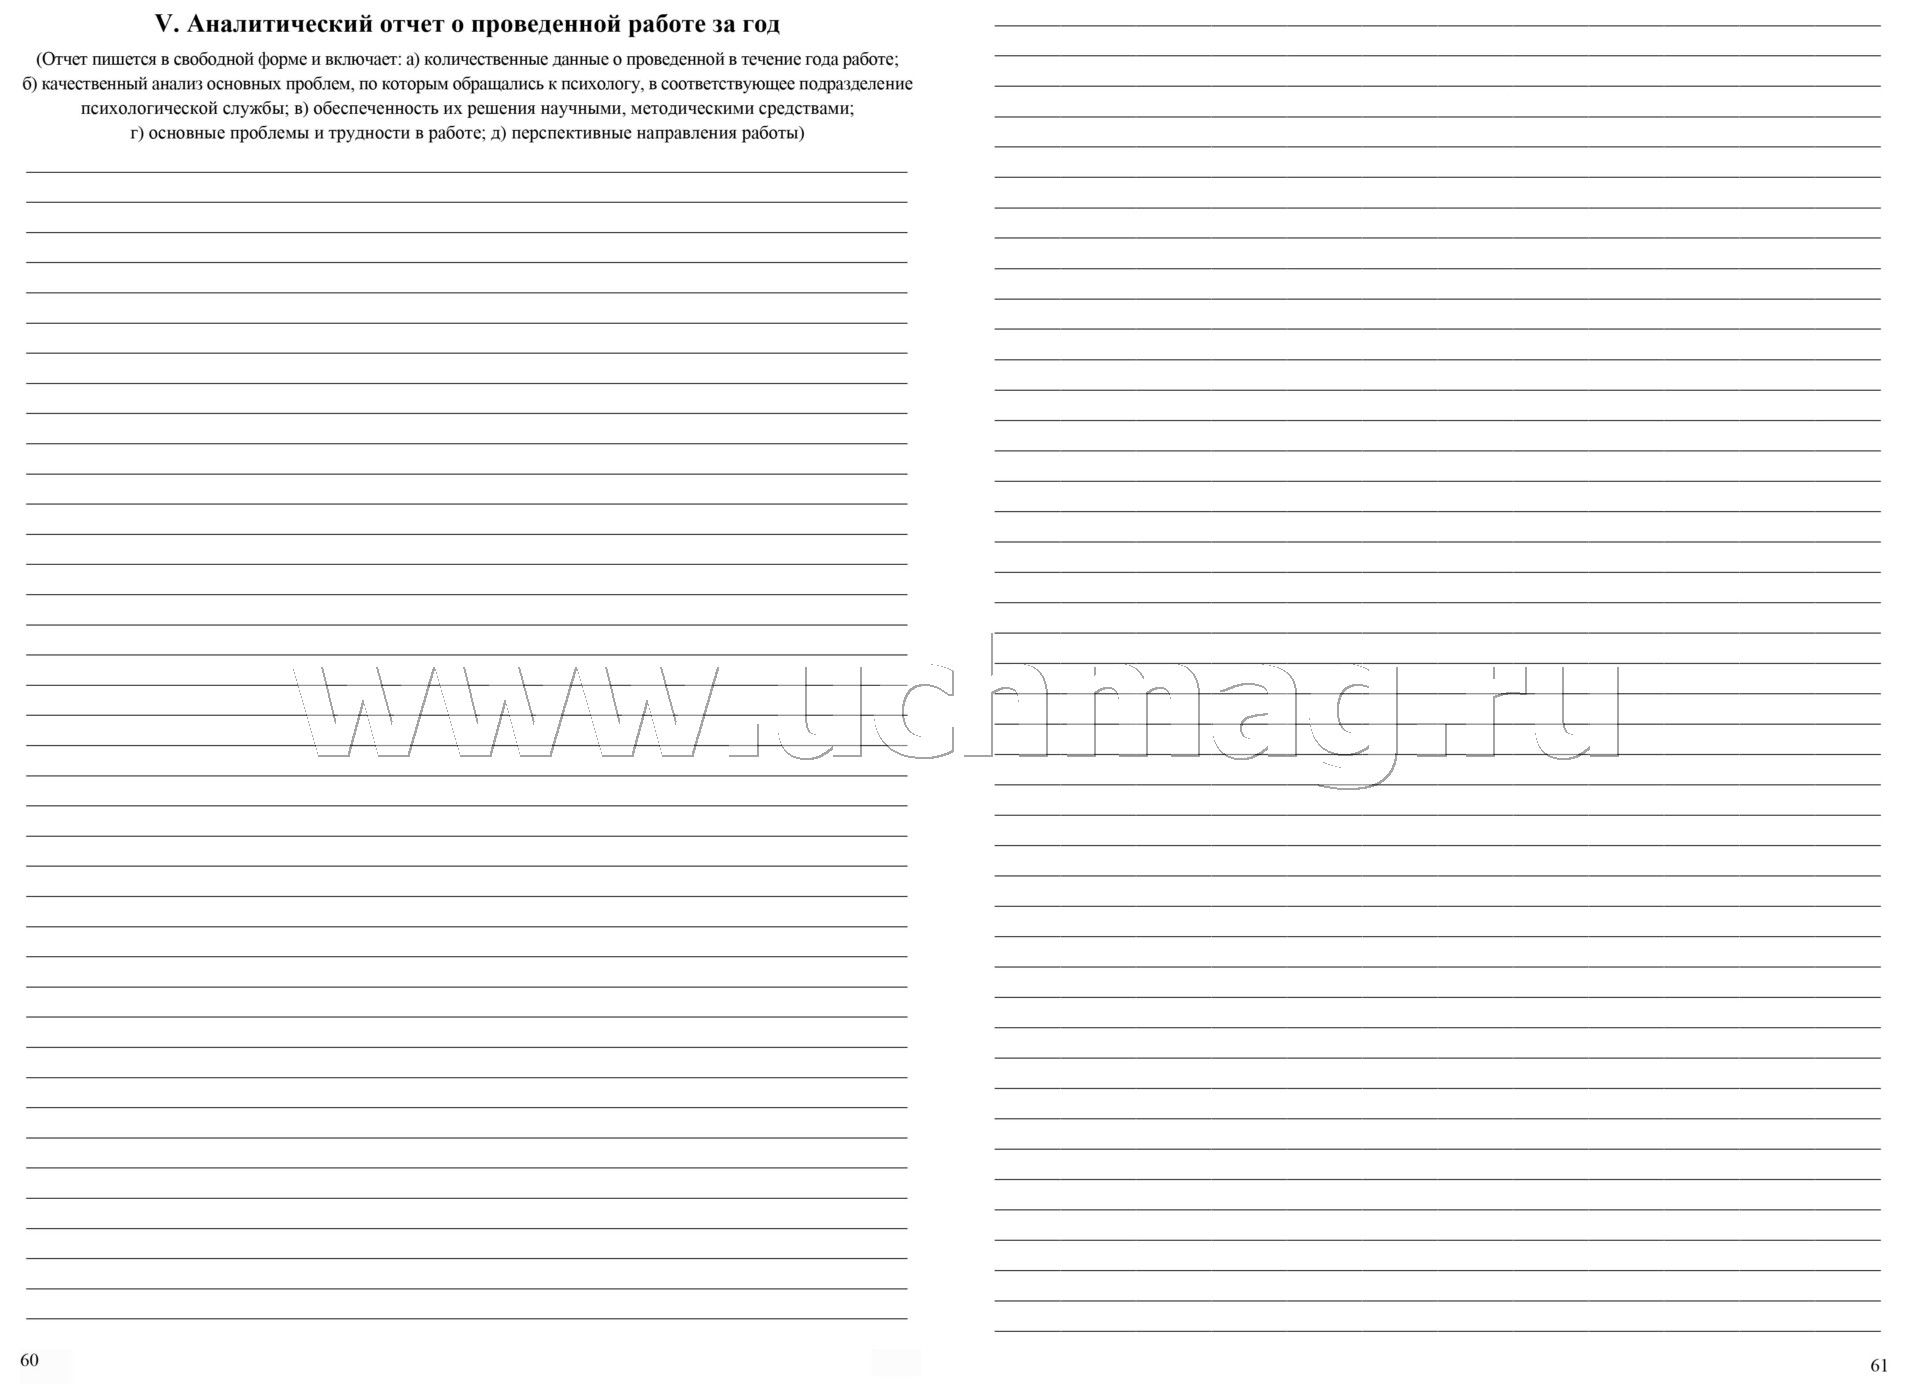 V. Аналитический отчет о проведенной работе за год
(Отчет пишется в свободной форме и включает: а) количественные данные о проведенной в течение года работе;
б) качественный анализ основных проблем, по которым обращались к психологу, в соответствующее подразделение
психологической службы; в) обеспеченность их решения научными, методическими средствами;
г) основные проблемы и трудности в работе; д) перспективные направления работы)
www.uchmag.ru
60
61